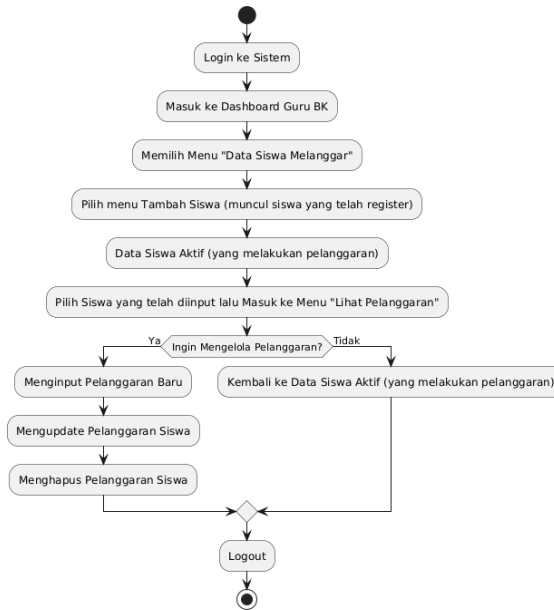 Login ke Sistem
Masuk ke Dashboard Guru BK
Memilih Menu "Data Siswa Melanggar"
Pilih menu Tambah Siswa (muncul siswa yang telah register)
Data Siswa Aktif (yang melakukan pelanggaran)
Pilih Siswa yang telah diinput lalu Masuk ke Menu "Lihat Pelanggaran"
Ya
Ingin Mengelola Pelanggaran?
Tidak
Menginput Pelanggaran Baru
Kembali ke Data Siswa Aktif (yang melakukan pelanggaran)
Mengupdate Pelanggaran Siswa
Menghapus Pelanggaran Siswa
Logout